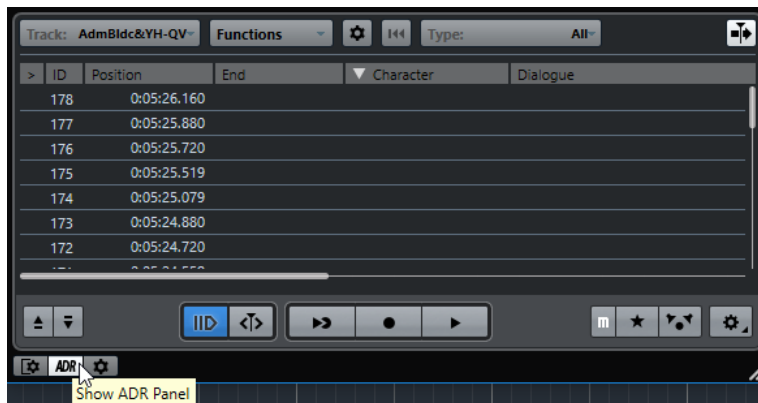 Track: AdmBldc&YH-QV Functions Type: All
> ID Position End Character Dialogue
178 0:05:26.160
177 0:05:25.880
176 0:05:25.720
175 0:05:25.519
174 0:05:25.079
173 0:05:24.880
172 0:05:24.720
m
ADR
Show ADR Panel